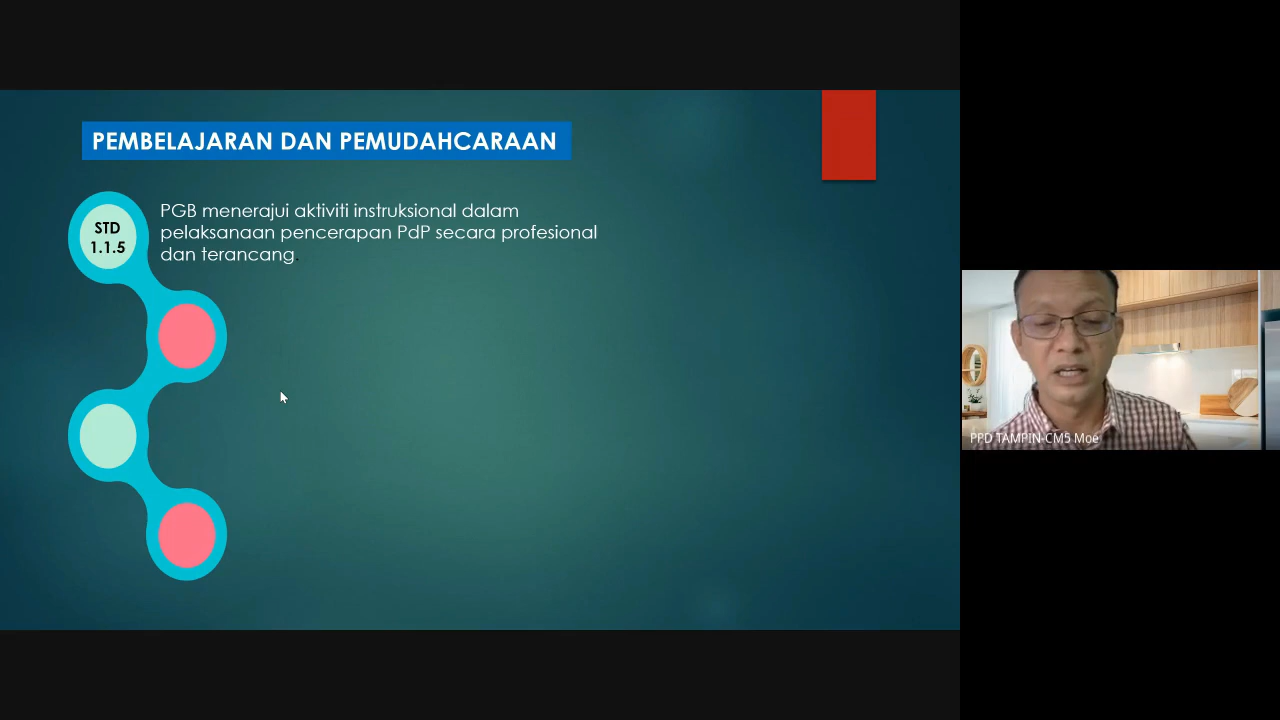 PEMBELAJARAN DAN PEMUDAHCARAAN
STD
1.1.5
PGB menerajui aktiviti instruksional dalam
pelaksanaan pencerapan PdP secara profesional
dan terancang.
PPD TAMPIN-CM5 Moe